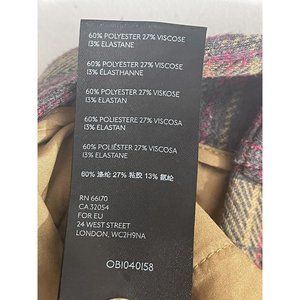 60% POLYESTER 27% VISCOSE
13% ELASTANE
60% POLYESTER 27% VISCOSE
13% ÉLASTHANNE
60% POLYESTER 27% VISKOSE
13% ELASTAN
60% POLIESTERE 27% VISCOSA
13% ELASTAN
60% POLIÉSTER 27% VISCOSA
13% ELASTANE
60% 涤纶 27% 粘胶 13% 氨纶
RN 66170
CA 32054
FOR EU
24 WEST STREET
LONDON, WC2H9NA
OB1040158